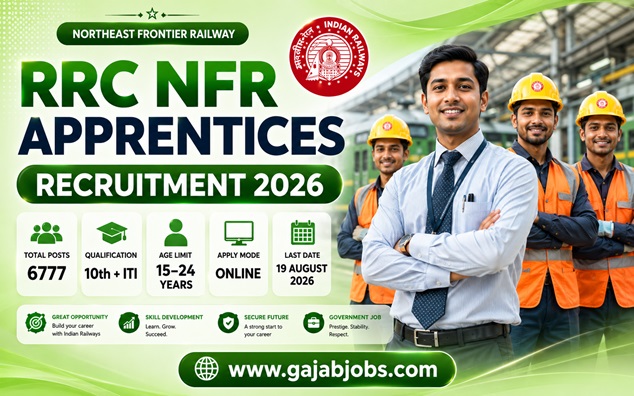 NORTHEAST FRONTIER RAILWAY
RRC NFR
APPRENTICES
RECRUITMENT 2026
INDIAN RAILWAYS
TOTAL POSTS
6777
QUALIFICATION
10th + ITI
AGE LIMIT
15–24
YEARS
APPLY MODE
ONLINE
LAST DATE
19 AUGUST
2026
GREAT OPPORTUNITY
Build your career
with Indian Railways
SKILL DEVELOPMENT
Learn. Grow.
Succeed.
SECURE FUTURE
A strong start to
your career
GOVERNMENT JOB
Prestige. Stability.
Respect.
www.gajabjobs.com